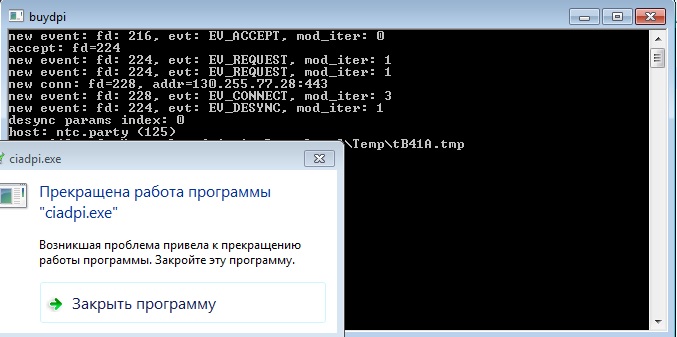 buydpi
new event: fd: 216, evt: EV_ACCEPT, mod_iter: 0
accept: fd=224
new event: fd: 224, evt: EV_REQUEST, mod_iter: 1
new event: fd: 224, evt: EV_REQUEST, mod_iter: 1
new conn: fd=228, addr=130.255.77.28:443
new event: fd: 228, evt: EV_CONNECT, mod_iter: 3
new event: fd: 224, evt: EV_DESYNC, mod_iter: 1
desync params index: 0
host: ntc.party (125)
\Temp\tB41A.tmp
ciadpi.exe
Прекращена работа программы
"ciadpi.exe"
Возникшая проблема привела к прекращению
работы программы. Закройте эту программу.
Закрыть программу